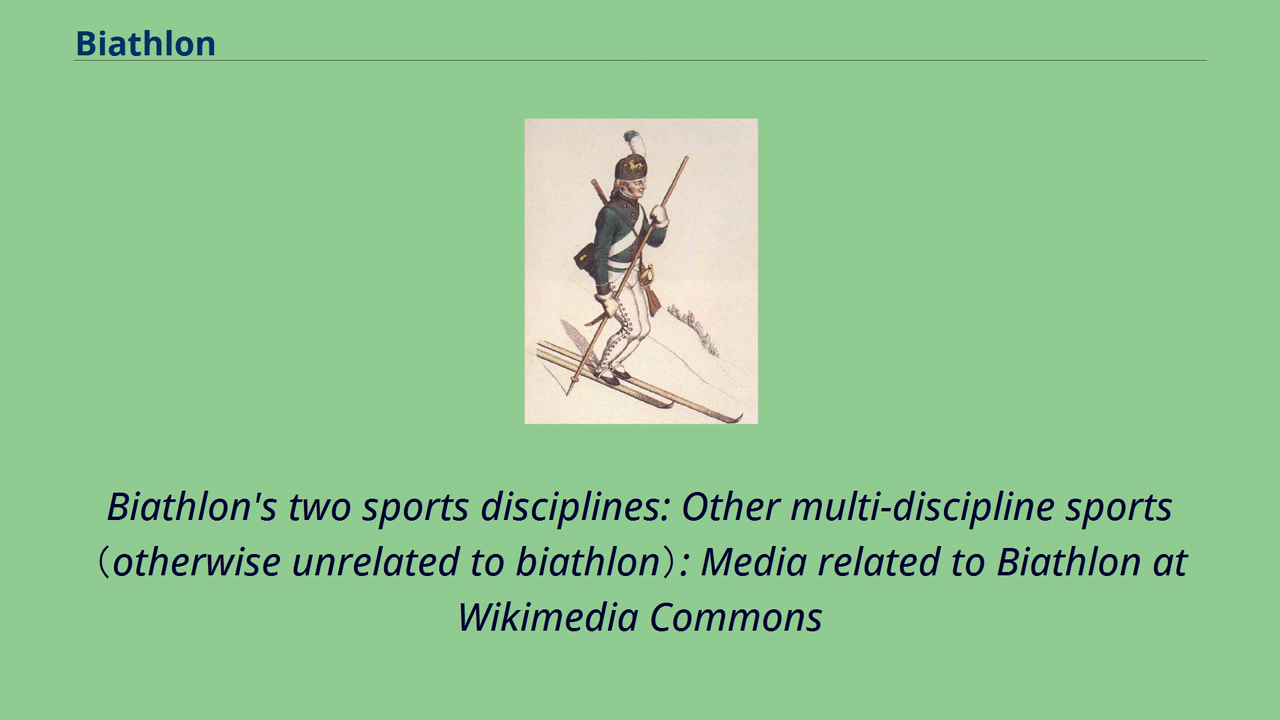 Biathlon
Biathlon's two sports disciplines: Other multi-discipline sports
（otherwise unrelated to biathlon）: Media related to Biathlon at
Wikimedia Commons